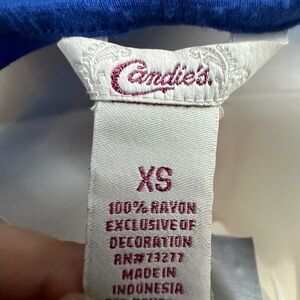 Candie's.
XS
100% RAYON
EXCLUSIVE OF
DECORATION
RN#73277
MADE IN
INDONESIA